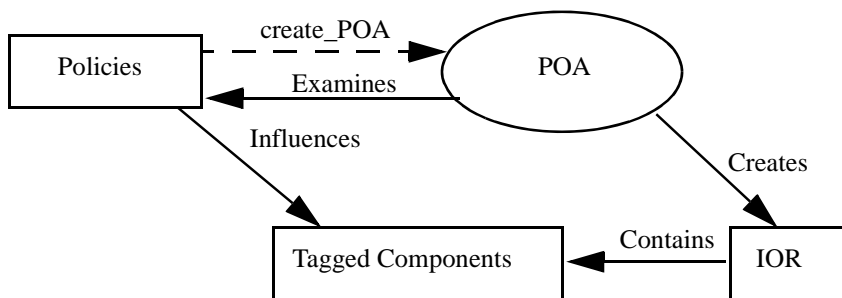 create_POA
Policies
POA
Examines
Influences
Creates
Contains
Tagged Components
IOR